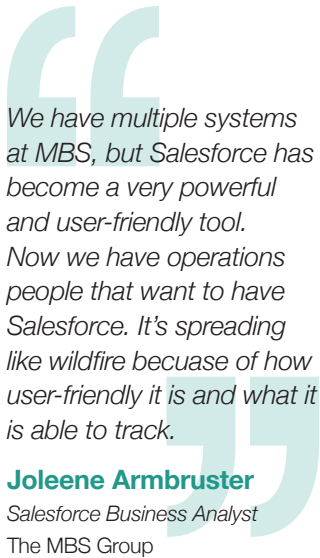 We have multiple systems
at MBS, but Salesforce has
become a very powerful
and user-friendly tool.
Now we have operations
people that want to have
Salesforce. It’s spreading
like wildfire becuase of how
user-friendly it is and what it
is able to track.
Joleene Armbruster
Salesforce Business Analyst
The MBS Group